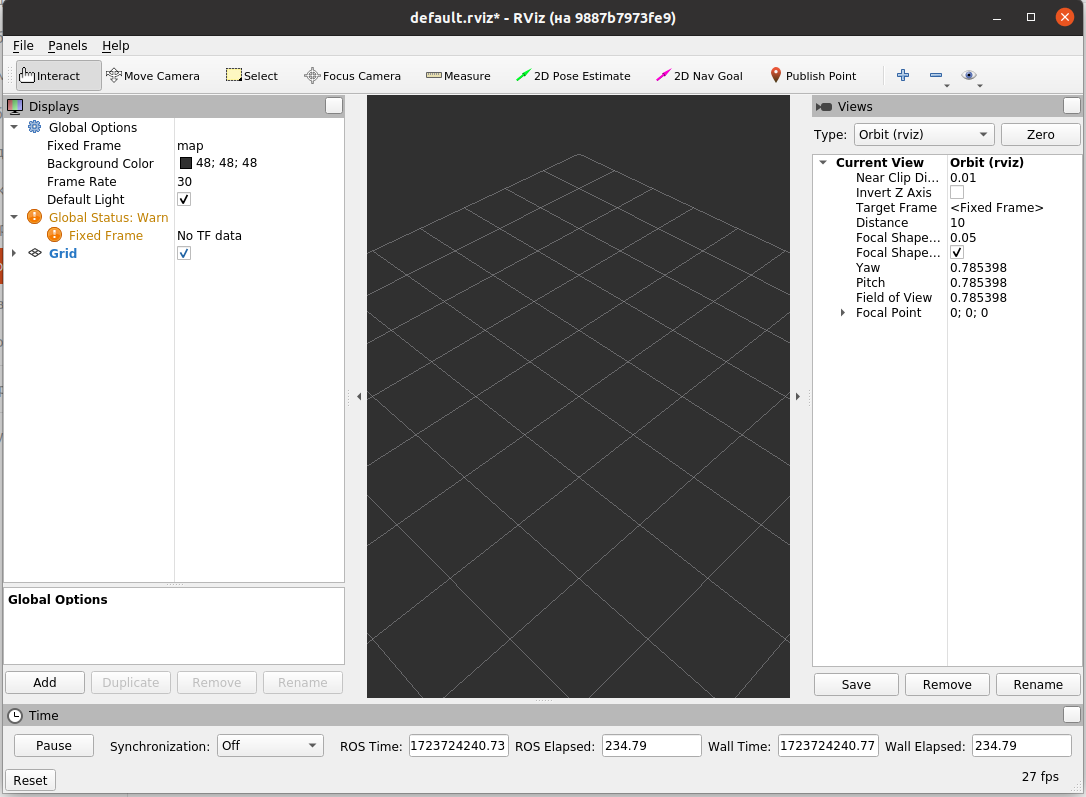 default.rviz* - RViz (на 9887b7973fe9)
File Panels Help
Interact Move Camera Select Focus Camera Measure 2D Pose Estimate 2D Nav Goal Publish Point
Displays
Global Options
Fixed Frame map
Background Color 48; 48; 48
Frame Rate 30
Default Light
Global Status: Warn
Fixed Frame No TF data
Grid
Global Options
Add Duplicate Remove Rename
Views
Type: Orbit (rviz) Zero
Current View Orbit (rviz)
Near Clip Di... 0.01
Invert Z Axis
Target Frame <Fixed Frame>
Distance 10
Focal Shape... 0.05
Focal Shape...
Yaw 0.785398
Pitch 0.785398
Field of View 0.785398
Focal Point 0; 0; 0
Save Remove Rename
Time
Pause Synchronization: Off ROS Time: 1723724240.73 ROS Elapsed: 234.79 Wall Time: 1723724240.77 Wall Elapsed: 234.79
Reset 27 fps